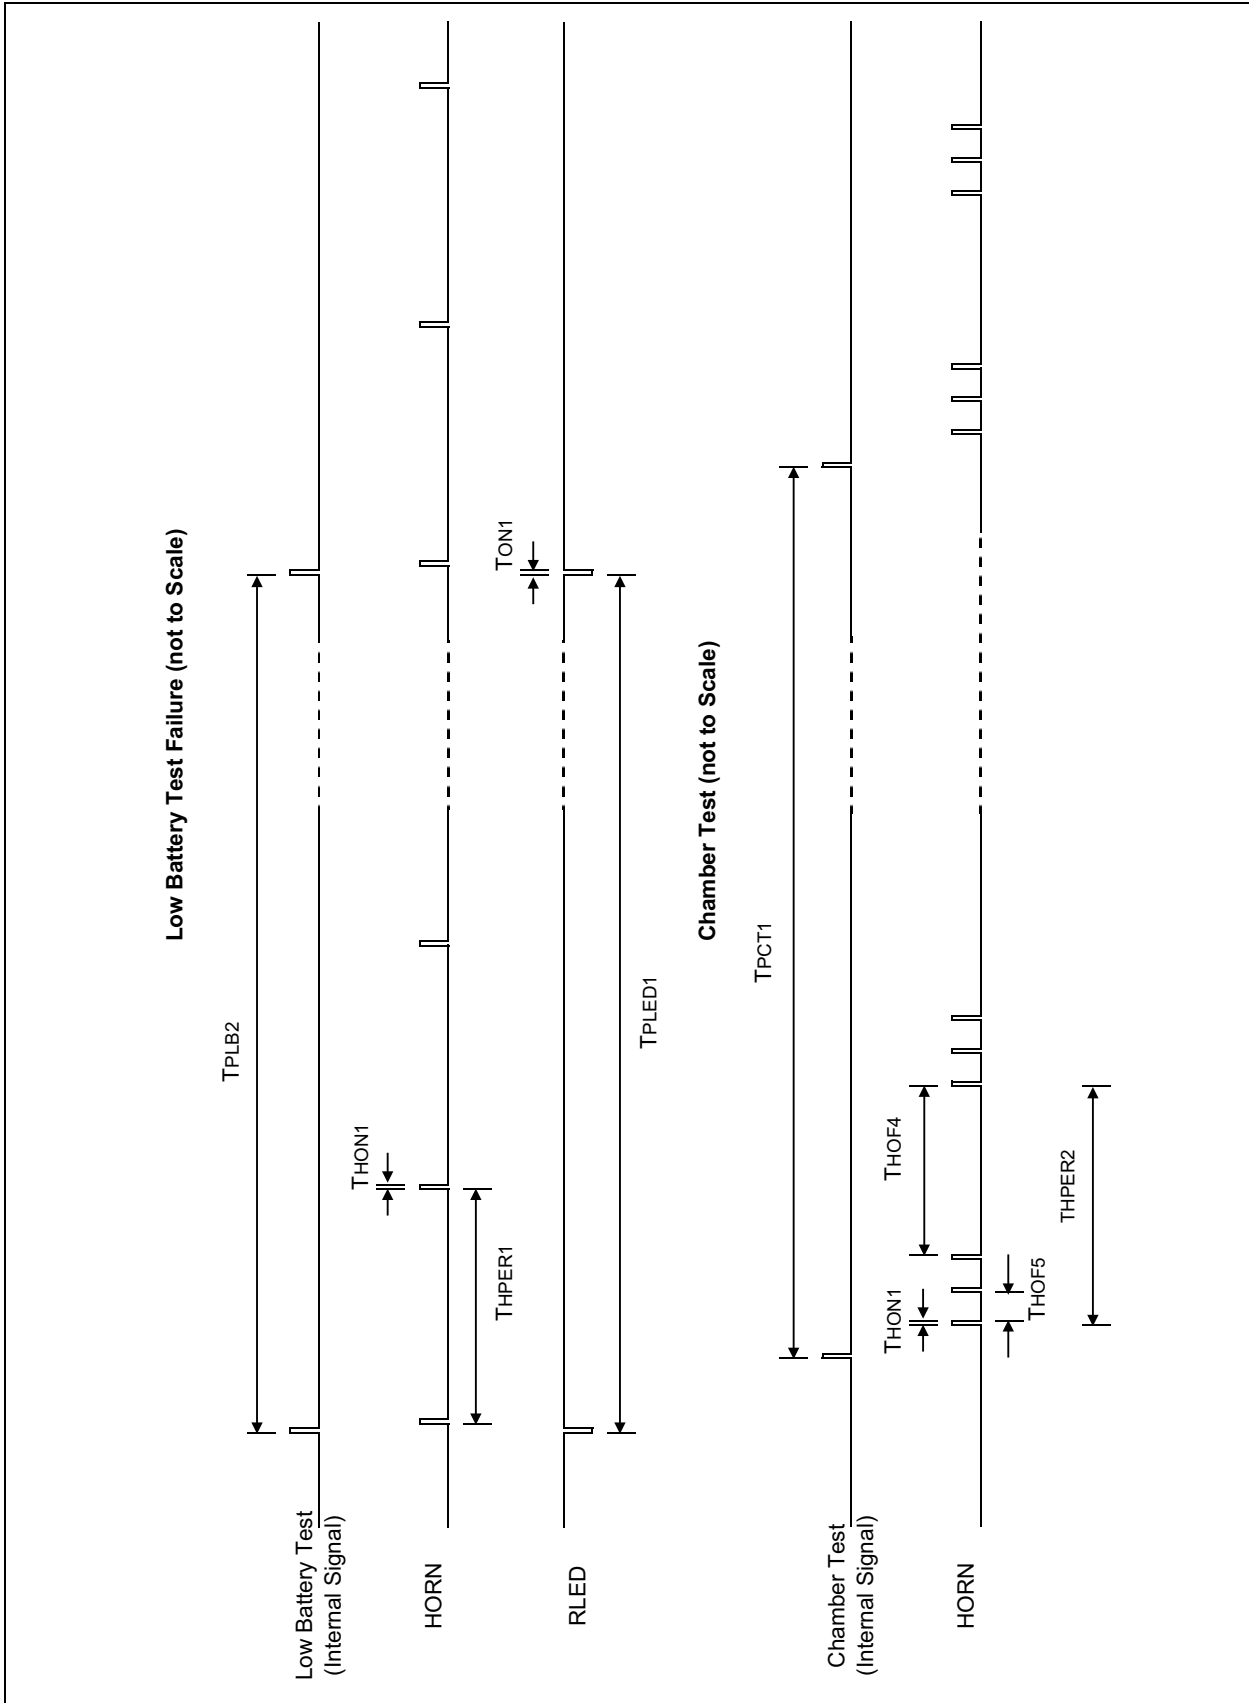 Low Battery Test Failure (not to Scale)
TPLB2
Low Battery Test
(Internal Signal)
THON1
HORN
THPER1
TON1
RLED
TPLED1
Chamber Test (not to Scale)
TPCT1
Chamber Test
(Internal Signal)
THON1
THOF4
HORN
THOF5
THPER2